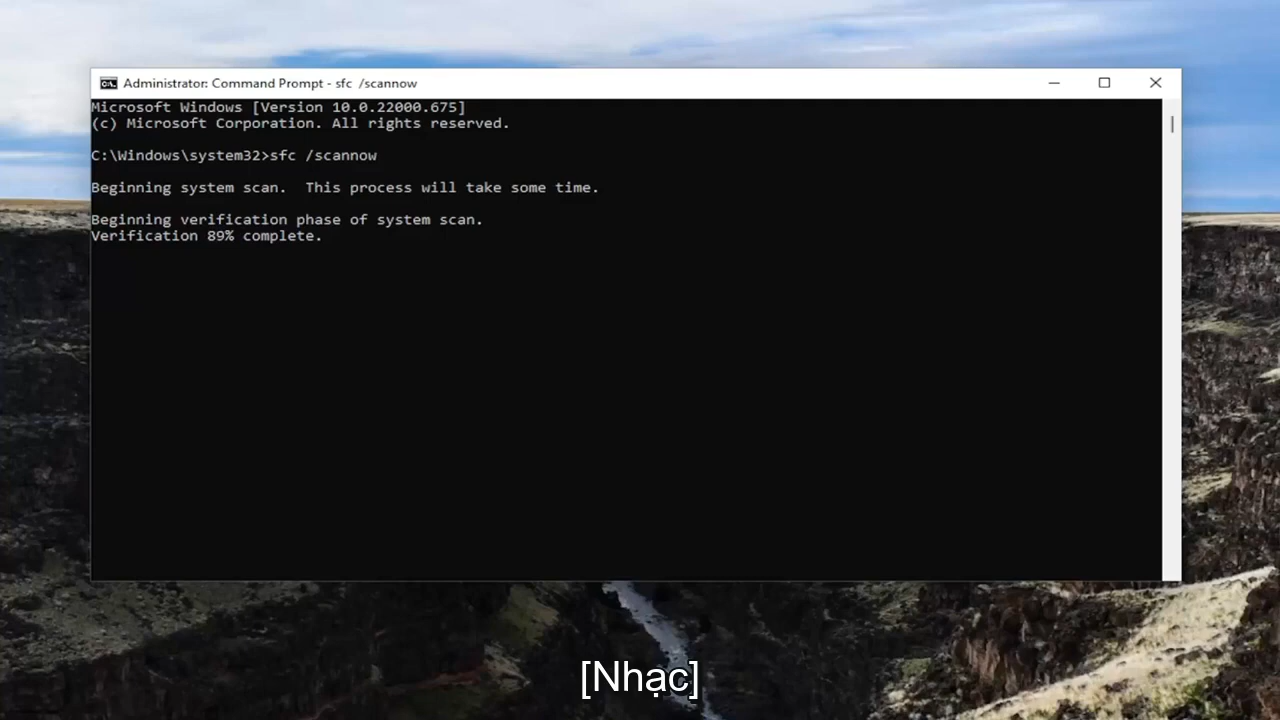 Administrator: Command Prompt - sfc /scannow
Microsoft Windows [Version 10.0.22000.675]
(c) Microsoft Corporation. All rights reserved.
C:\Windows\system32>sfc /scannow
Beginning system scan.  This process will take some time.
Beginning verification phase of system scan.
Verification 89% complete.
[Nhạc]